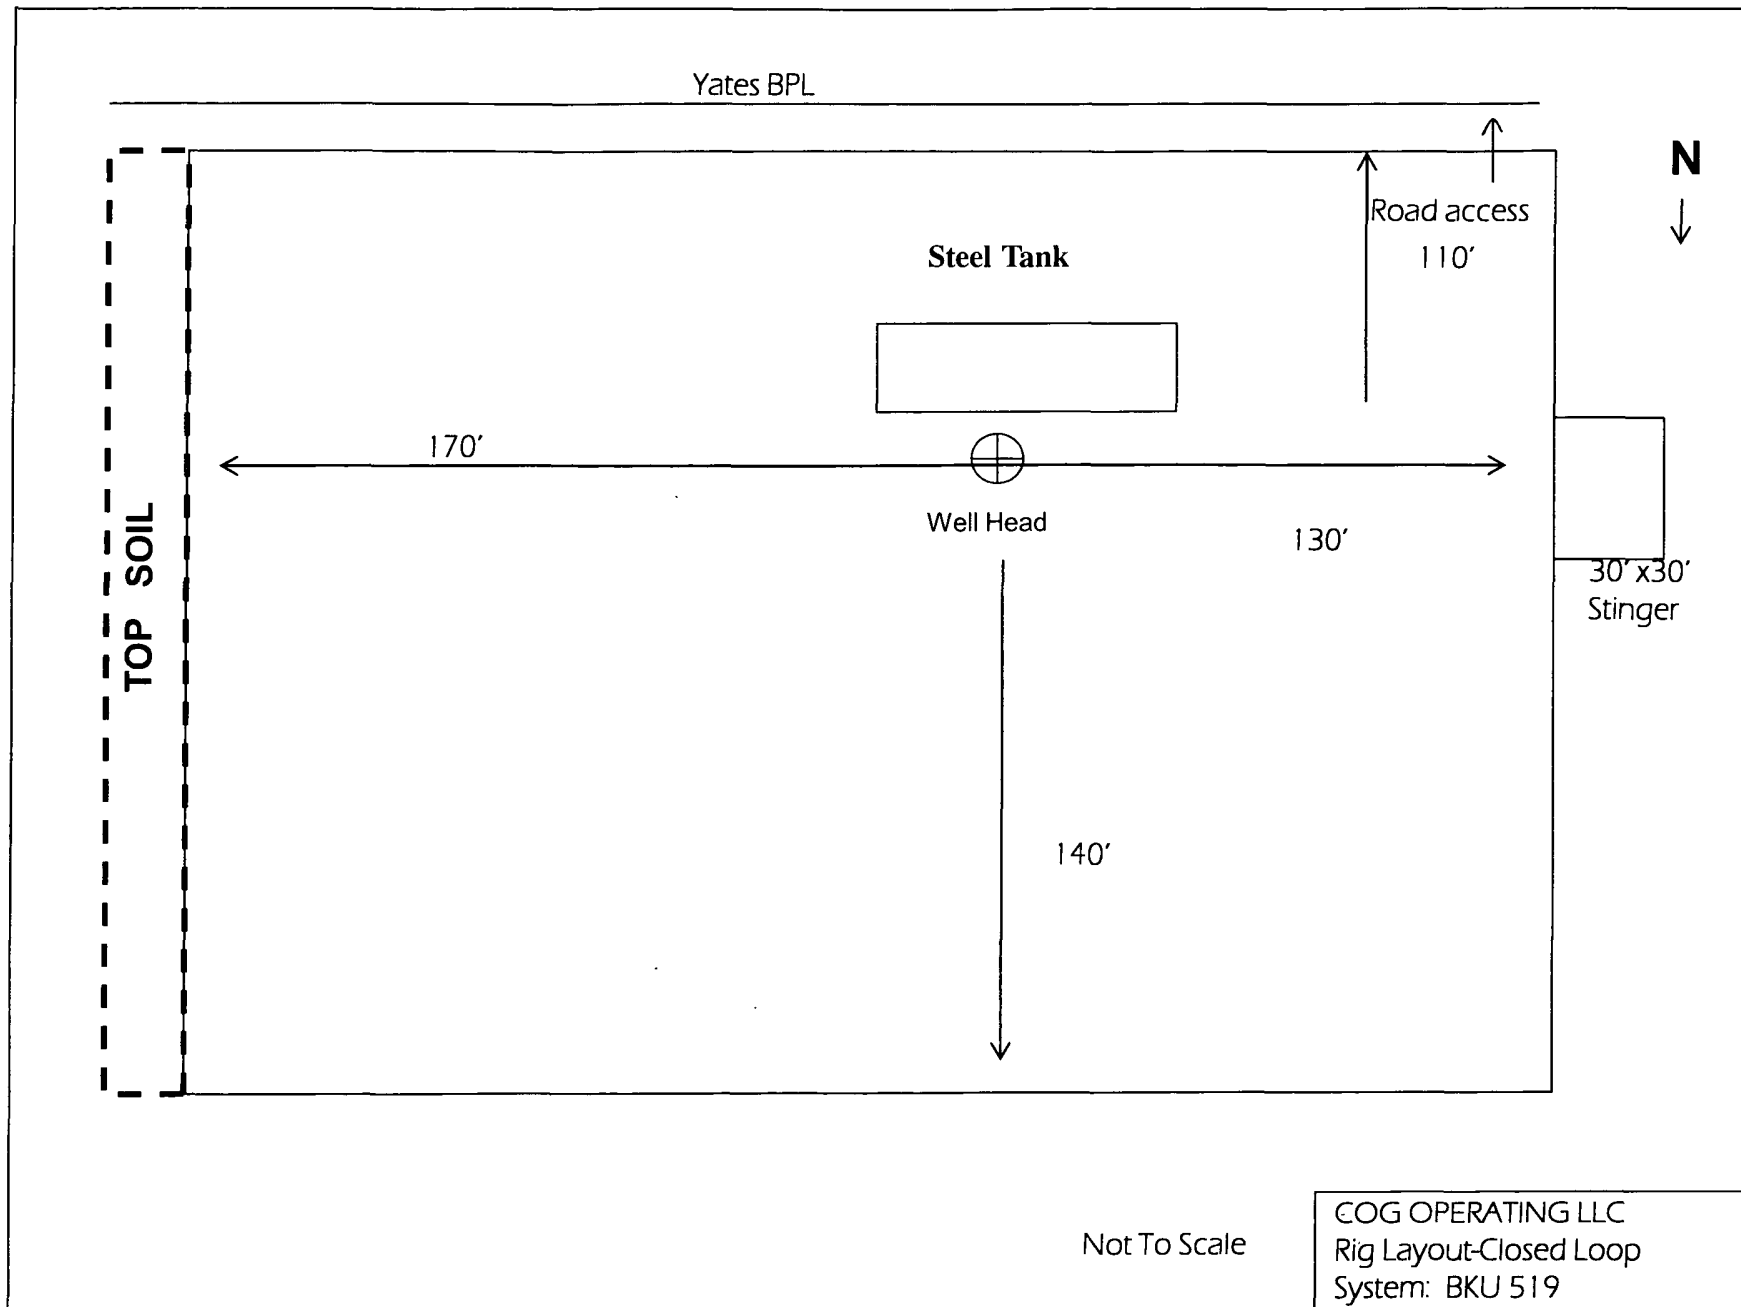 Yates BPL
N
Road access
110'
Steel Tank
170'
Well Head
130'
TOP SOIL
30' x30'
Stinger
140'
Not To Scale
COG OPERATING LLC
Rig Layout-Closed Loop
System: BKU 519